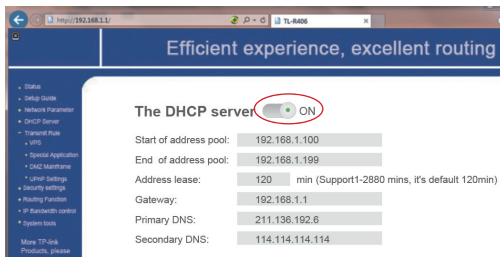 http://192.168.1.1/
TL-R406
Efficient experience, excellent routing
Status
Setup Guide
Network Parameter
DHCP Server
Transmit Rule
VPS
Special Application
DMZ Mainframe
UPnP Settings
Security settings
Routing Function
IP Bandwidth control
System tools
More TP-link
Products, please
The DHCP server ON
Start of address pool: 192.168.1.100
End of address pool: 192.168.1.199
Address lease: 120 min (Support1-2880 mins, it's default 120min)
Gateway: 192.168.1.1
Primary DNS: 211.136.192.6
Secondary DNS: 114.114.114.114